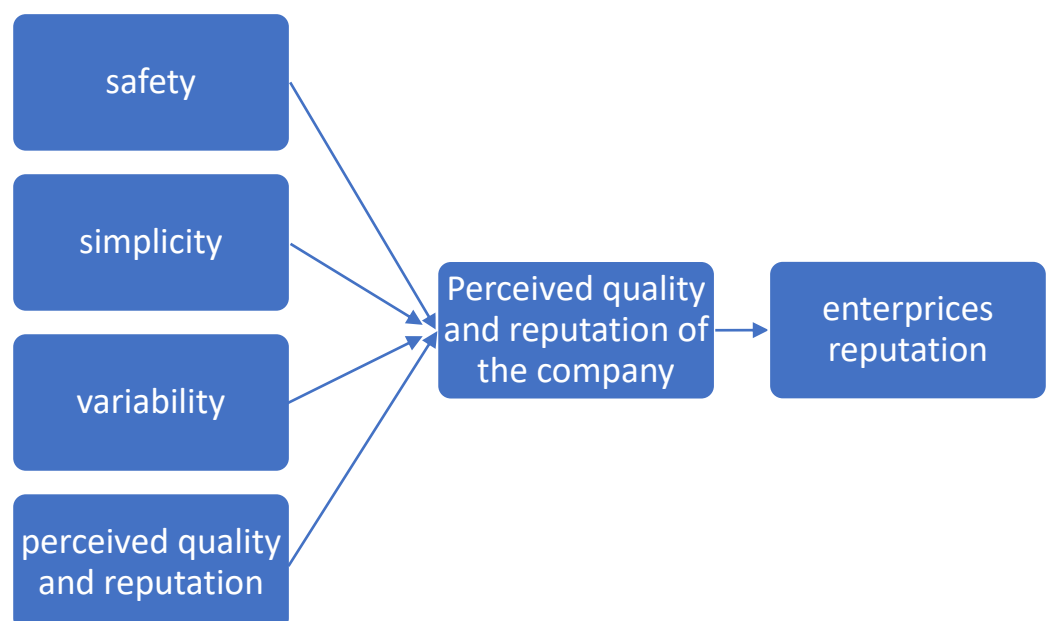 safety
simplicity
variability
perceived quality
and reputation
Perceived quality
and reputation of
the company
enterprices
reputation